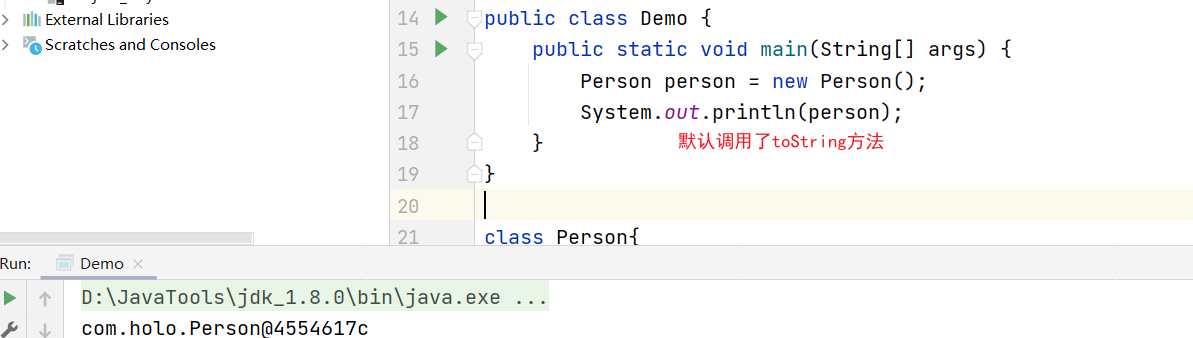 External Libraries
Scratches and Consoles
14 public class Demo {
15 public static void main(String[] args) {
16 Person person = new Person();
17 System.out.println(person);
18 } 默认调用了toString方法
19 }
20
21 class Person{
Run: Demo ×
D:\JavaTools\jdk_1.8.0\bin\java.exe ...
com.holo.Person@4554617c